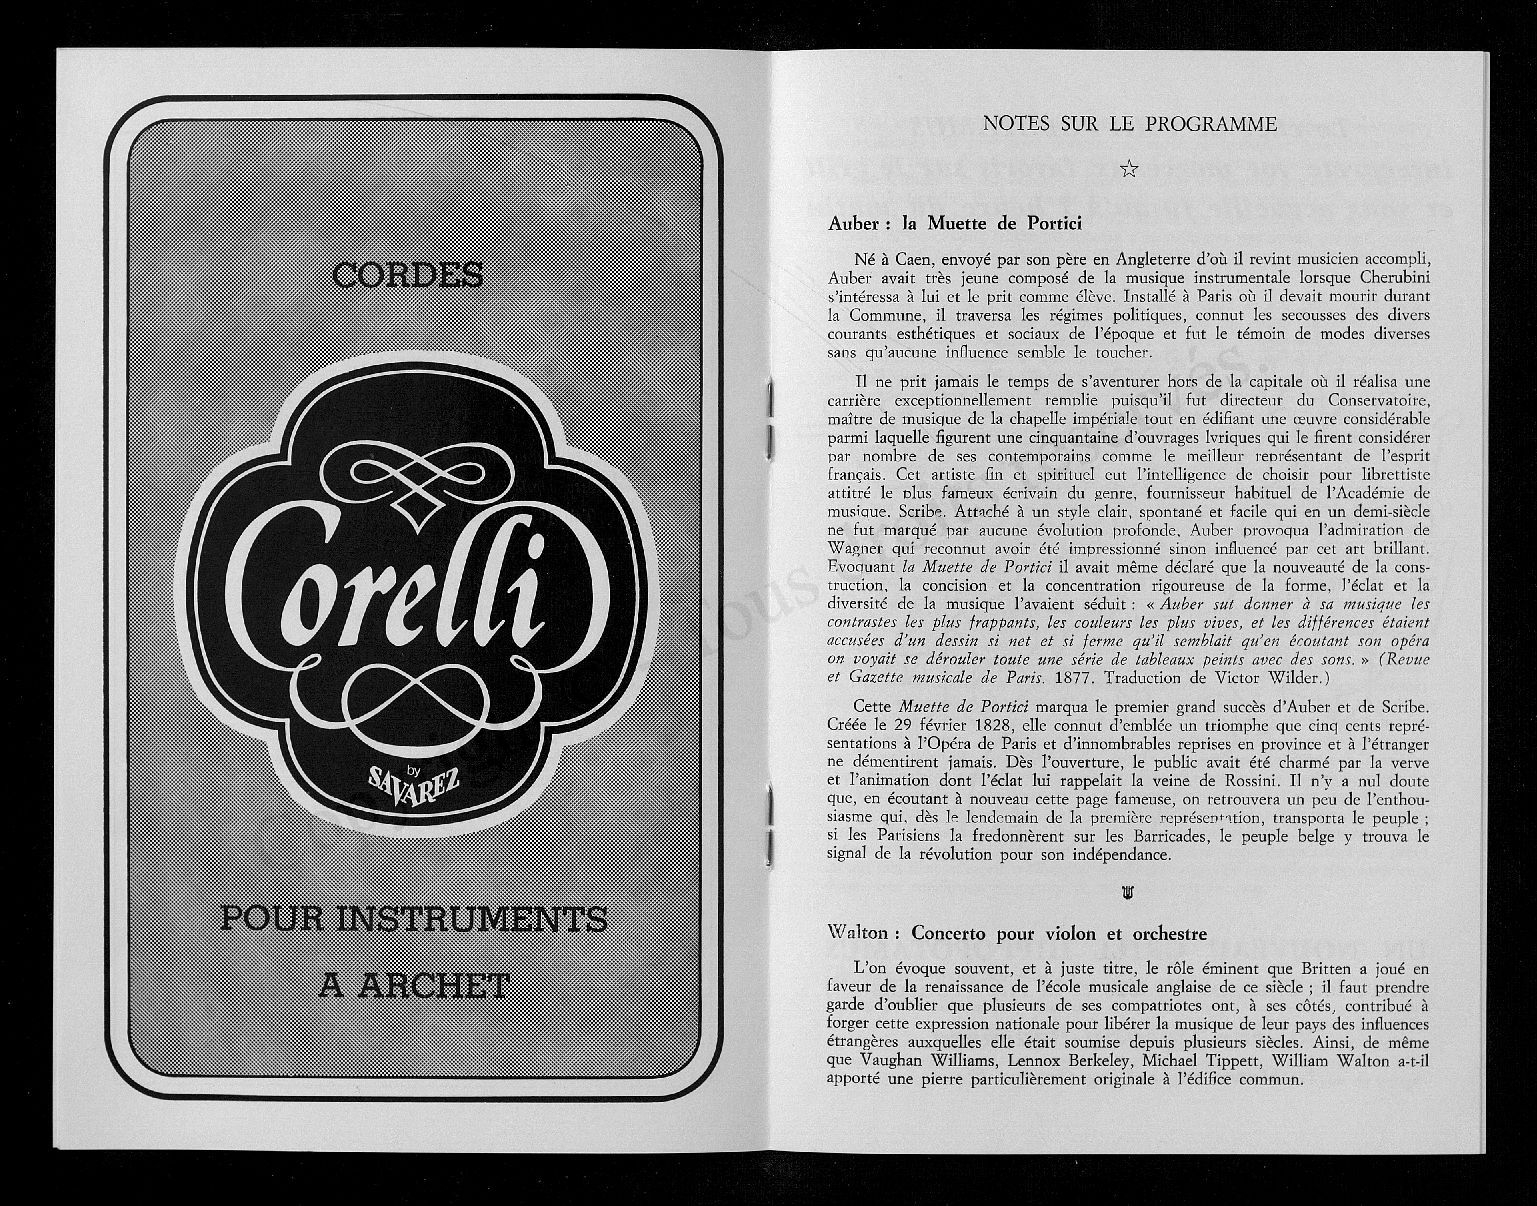 CORDES
Corelli
by
SAVAREZ
POUR INSTRUMENTS
A ARCHET
NOTES SUR LE PROGRAMME
Auber : la Muette de Portici
Né à Caen, envoyé par son père en Angleterre d'où il revint musicien accompli,
Auber avait très jeune composé de la musique instrumentale lorsque Cherubini
s'intéressa à lui et le prit comme élève. Installé à Paris où il devait mourir durant
la Commune, il traversa les régimes politiques, connut les secousses des divers
courants esthétiques et sociaux de l'époque et fut le témoin de modes diverses
sans qu'aucune influence semble le toucher.
Il ne prit jamais le temps de s'aventurer hors de la capitale où il réalisa une
carrière exceptionnellement remplie puisqu'il fut directeur du Conservatoire,
maître de musique de la chapelle impériale tout en édifiant une œuvre considérable
parmi laquelle figurent une cinquantaine d'ouvrages lyriques qui le firent considérer
par nombre de ses contemporains comme le meilleur représentant de l'esprit
français. Cet artiste fin et spirituel eut l'intelligence de choisir pour librettiste
attitré le plus fameux écrivain du genre, fournisseur habituel de l'Académie de
musique, Scribe. Attaché à un style clair, spontané et facile qui en un demi-siècle
ne fut marqué par aucune évolution profonde, Auber provoqua l'admiration de
Wagner qui reconnut avoir été impressionné sinon influencé par cet art brillant.
Evoquant la Muette de Portici il avait même déclaré que la nouveauté de la cons-
truction, la concision et la concentration rigoureuse de la forme, l'éclat et la
diversité de la musique l'avaient séduit : « Auber sut donner à sa musique les
contrastes les plus frappants, les couleurs les plus vives, et les différences étaient
accusées d'un dessin si net et si ferme qu'il semblait qu'en écoutant son opéra
on voyait se dérouler toute une série de tableaux peints avec des sons. » (Revue
et Gazette musicale de Paris. 1877. Traduction de Victor Wilder.)
Cette Muette de Portici marqua le premier grand succès d'Auber et de Scribe.
Créée le 29 février 1828, elle connut d'emblée un triomphe que cinq cents repré-
sentations à l'Opéra de Paris et d'innombrables reprises en province et à l'étranger
ne démentirent jamais. Dès l'ouverture, le public avait été charmé par la verve
et l'animation dont l'éclat lui rappelait la veine de Rossini. Il n'y a nul doute
que, en écoutant à nouveau cette page fameuse, on retrouvera un peu de l'enthou-
siasme qui, dès le lendemain de la première représentation, transporta le peuple ;
si les Parisiens la fredonnèrent sur les Barricades, le peuple belge y trouva le
signal de la révolution pour son indépendance.
Walton : Concerto pour violon et orchestre
L'on évoque souvent, et à juste titre, le rôle éminent que Britten a joué en
faveur de la renaissance de l'école musicale anglaise de ce siècle ; il faut prendre
garde d'oublier que plusieurs de ses compatriotes ont, à ses côtés, contribué à
forger cette expression nationale pour libérer la musique de leur pays des influences
étrangères auxquelles elle était soumise depuis plusieurs siècles. Ainsi, de même
que Vaughan Williams, Lennox Berkeley, Michael Tippett, William Walton a-t-il
apporté une pierre particulièrement originale à l'édifice commun.